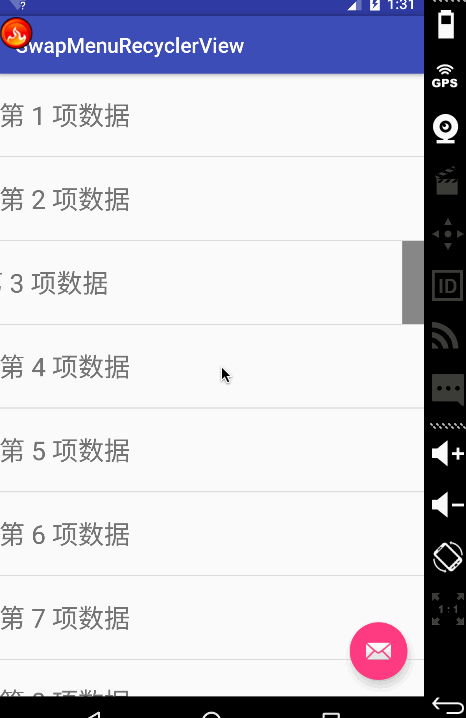 1:31
SwapMenuRecyclerView
GPS
第 1 项数据
第 2 项数据
3 项数据
第 4 项数据
ID
第 5 项数据
第 6 项数据
第 7 项数据
1:1